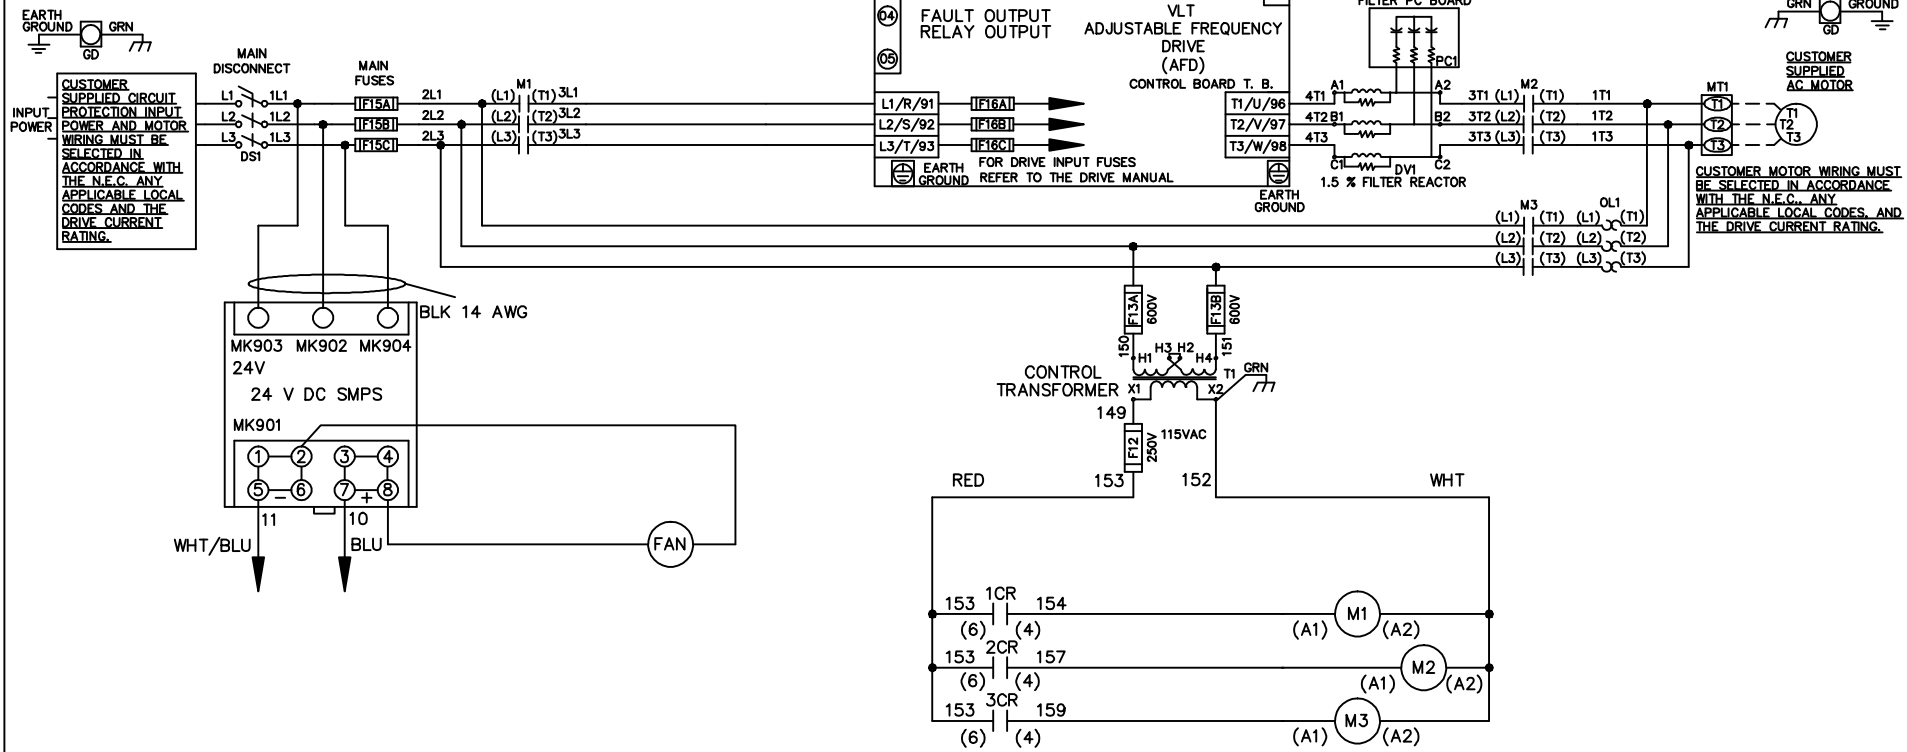 EARTH
GROUND
GRN
GD
CUSTOMER
SUPPLIED CIRCUIT
PROTECTION INPUT
POWER AND MOTOR
WIRING MUST BE
SELECTED IN
ACCORDANCE WITH
THE N.E.C. ANY
APPLICABLE LOCAL
CODES AND THE
DRIVE CURRENT
RATING.
INPUT
POWER
MAIN
DISCONNECT
L1 1L1
L2 1L2
L3 1L3
DS1
MAIN
FUSES
F15A 2L1
F15B 2L2
F15C 2L3
M1
(L1) (T1) 3L1
(L2) (T2) 3L2
(L3) (T3) 3L3
04
05
FAULT OUTPUT
RELAY OUTPUT
VLT
ADJUSTABLE FREQUENCY
DRIVE
(AFD)
CONTROL BOARD T. B.
L1/R/91 F16A T1/U/96
L2/S/92 F16B T2/V/97
L3/T/93 F16C T3/W/98
EARTH
GROUND
FOR DRIVE INPUT FUSES
REFER TO THE DRIVE MANUAL
EARTH
GROUND
FILTER PC BOARD
PC1
4T1 A1 A2
4T2 B1 B2
4T3 C1 C2
DV1
1.5 % FILTER REACTOR
M2
3T1 (L1) (T1) 1T1
3T2 (L2) (T2) 1T2
3T3 (L3) (T3) 1T3
GRN
GROUND
GD
CUSTOMER
SUPPLIED
AC MOTOR
MT1
T1 T1
T2 T2
T3 T3
CUSTOMER MOTOR WIRING MUST
BE SELECTED IN ACCORDANCE
WITH THE N.E.C., ANY
APPLICABLE LOCAL CODES, AND
THE DRIVE CURRENT RATING.
M3 OL1
(L1) (T1) (L1) (T1)
(L2) (T2) (L2) (T2)
(L3) (T3) (L3) (T3)
BLK 14 AWG
MK903 MK902 MK904
24V
24 V DC SMPS
MK901
1 2 3 4
5 - 6 7 + 8
11 10
WHT/BLU BLU
FAN
F13A 600V
F13B 600V
150 151
H1 H3 H2 H4
T1
GRN
CONTROL
TRANSFORMER
X1 X2
149
F12 250V
115VAC
153 152
RED WHT
1CR
153 154 M1
(6) (4) (A1) (A2)
2CR
153 157 M2
(6) (4) (A1) (A2)
3CR
153 159 M3
(6) (4) (A1) (A2)